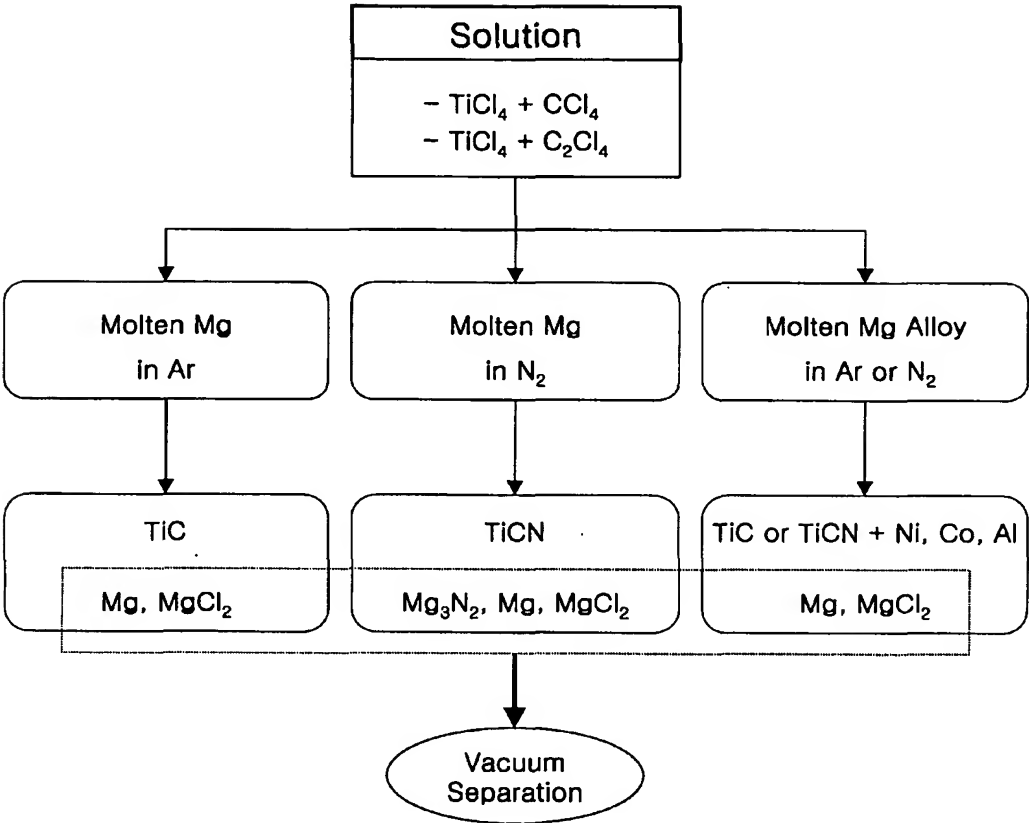 Solution
– TiCl₄ + CCl₄
– TiCl₄ + C₂Cl₄
Molten Mg
in Ar
Molten Mg
in N₂
Molten Mg Alloy
in Ar or N₂
TiC
Mg, MgCl₂
TiCN
Mg₃N₂, Mg, MgCl₂
TiC or TiCN + Ni, Co, Al
Mg, MgCl₂
Vacuum
Separation